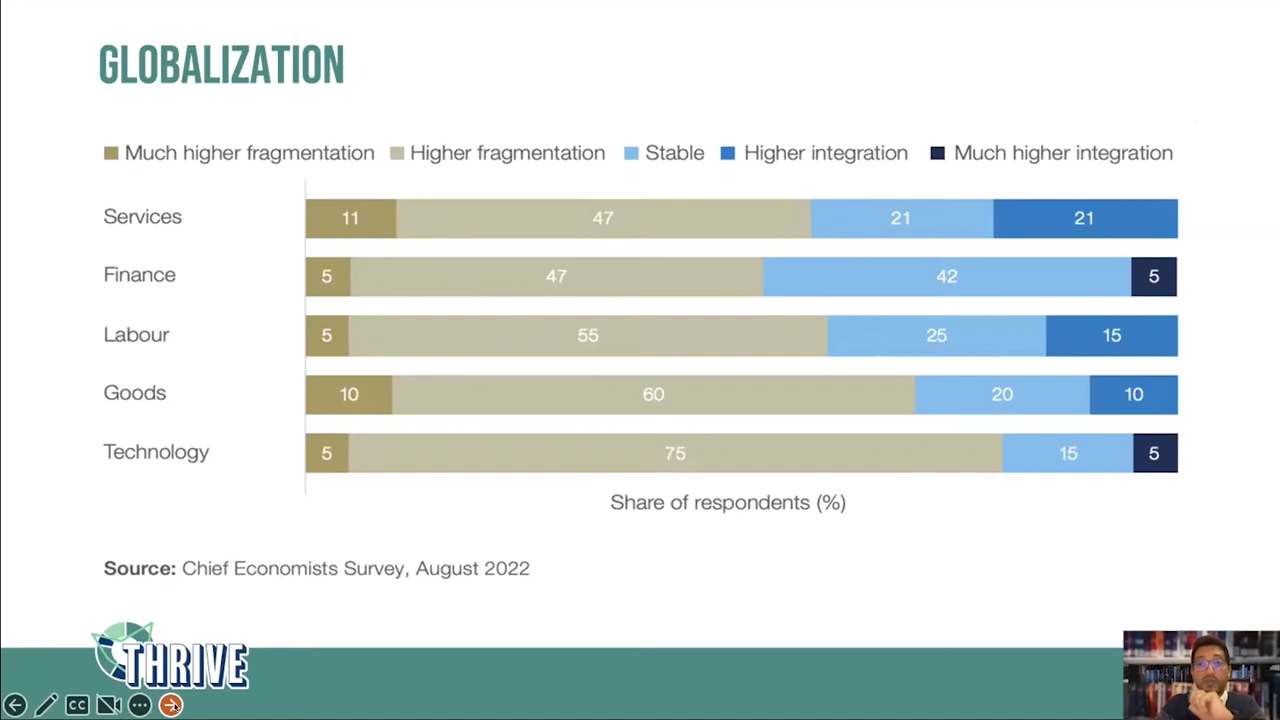 GLOBALIZATION
Much higher fragmentation Higher fragmentation Stable Higher integration Much higher integration
Services 11 47 21 21
Finance 5 47 42 5
Labour 5 55 25 15
Goods 10 60 20 10
Technology 5 75 15 5
Share of respondents (%)
Source: Chief Economists Survey, August 2022
THRIVE
CC